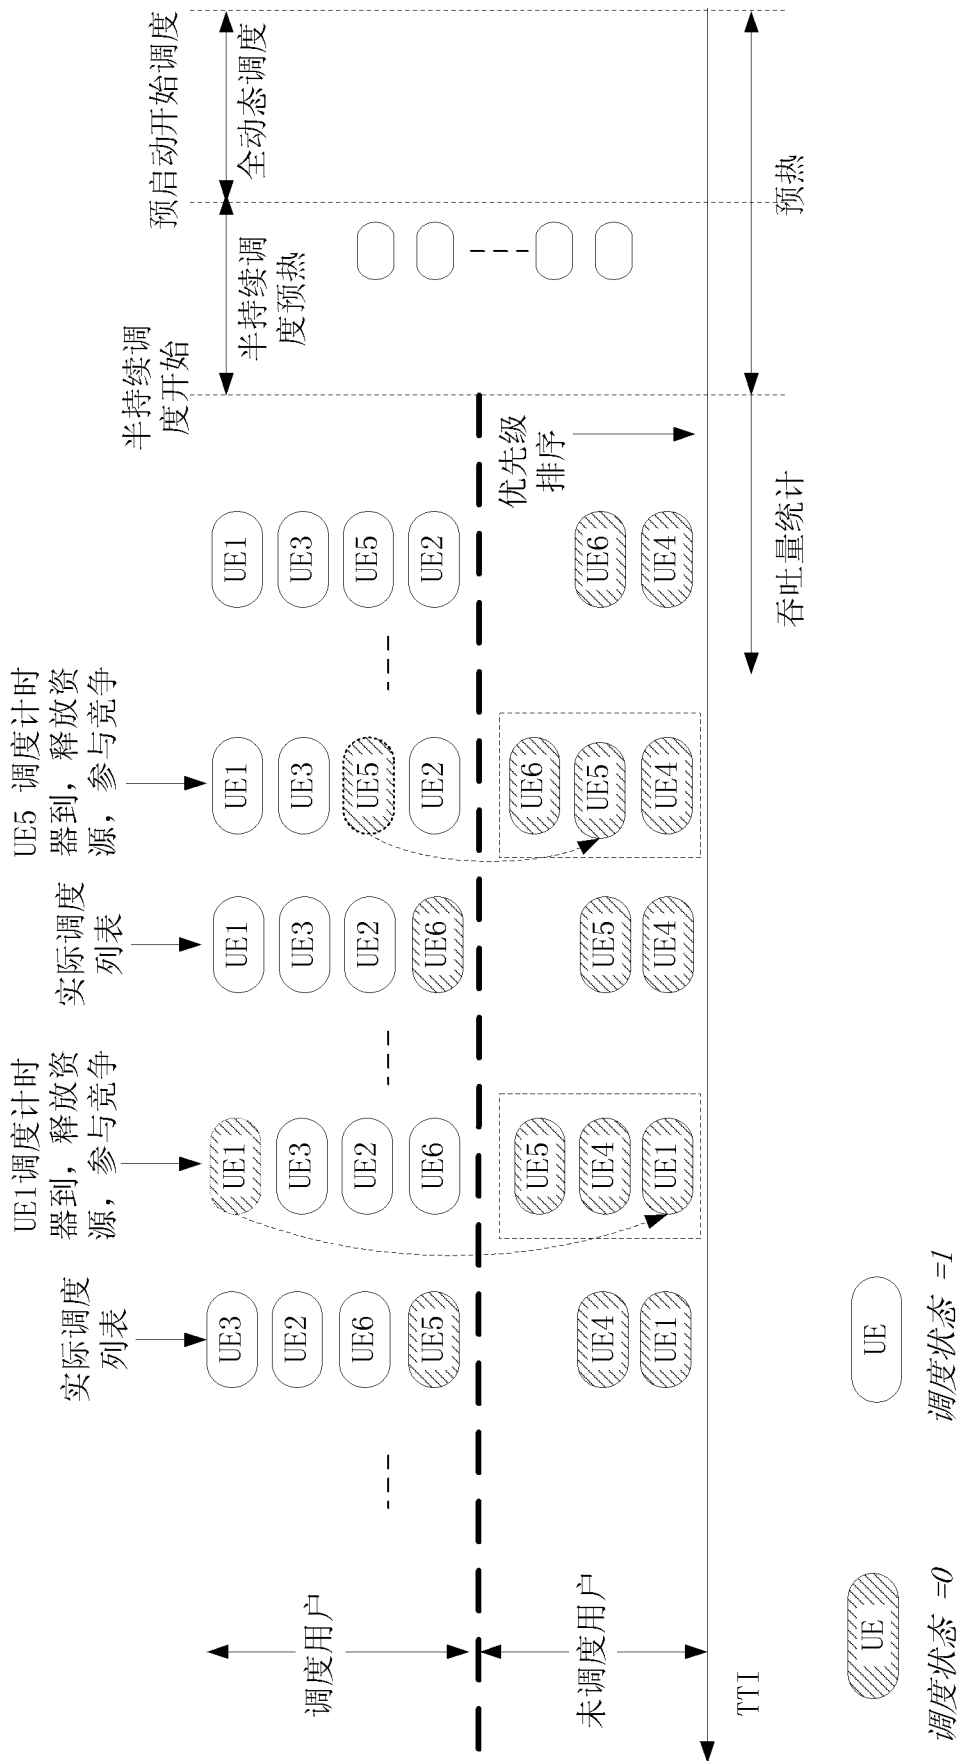 实际调度
列表
UE1调度计时
器到，释放资
源，参与竞争
实际调度
列表
UE5 调度计时
器到，释放资
源，参与竞争
半持续调
度开始
预启动开始调度
半持续调
度预热
全动态调度
调度用户
UE3
UE2
UE6
UE5
UE1
UE3
UE2
UE6
UE1
UE3
UE2
UE6
UE1
UE3
UE5
UE2
UE1
UE3
UE5
UE2
优先级
排序
未调度用户
UE4
UE1
UE5
UE4
UE1
UE5
UE4
UE6
UE5
UE4
UE6
UE4
TTI
吞吐量统计
预热
UE
调度状态 =0
UE
调度状态 =1